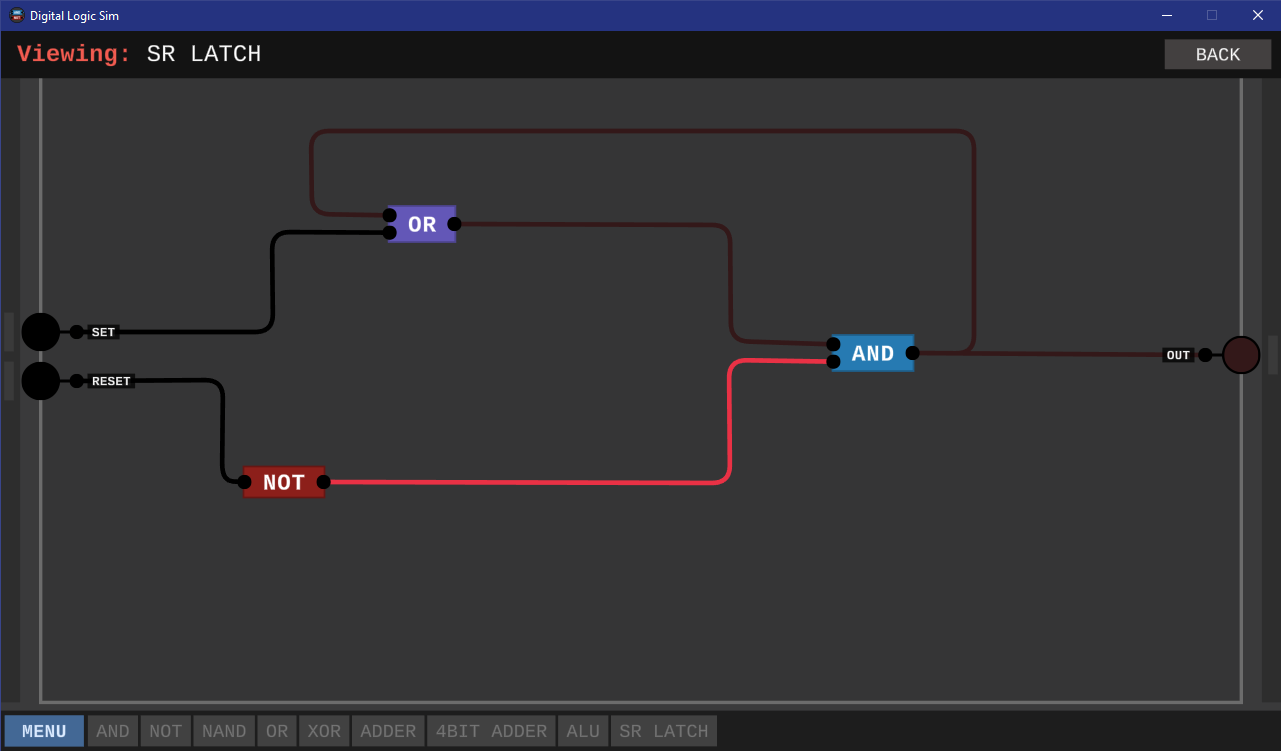 Digital Logic Sim
Viewing: SR LATCH
BACK
OR
SET
RESET
AND
OUT
NOT
MENU AND NOT NAND OR XOR ADDER 4BIT ADDER ALU SR LATCH